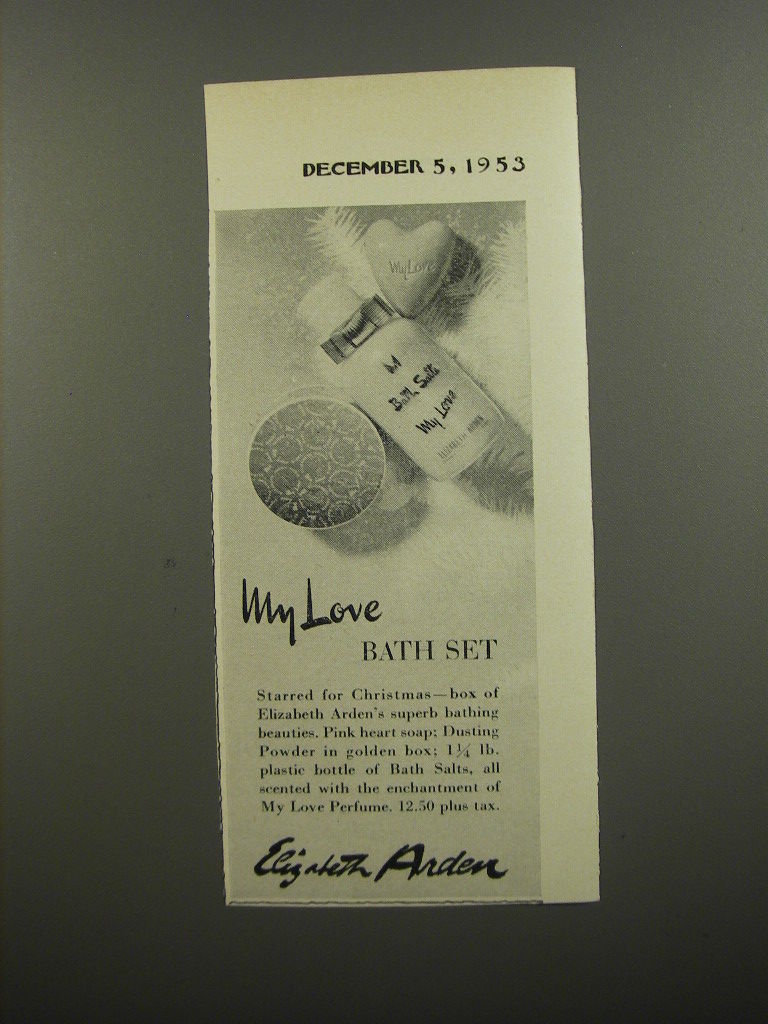 DECEMBER 5, 1953
My Love
Bath Salts
My Love
ELIZABETH ARDEN
My Love
BATH SET
Starred for Christmas—box of
Elizabeth Arden's superb bathing
beauties. Pink heart soap; Dusting
Powder in golden box; 1¼ lb.
plastic bottle of Bath Salts, all
scented with the enchantment of
My Love Perfume. 12.50 plus tax.
Elizabeth Arden